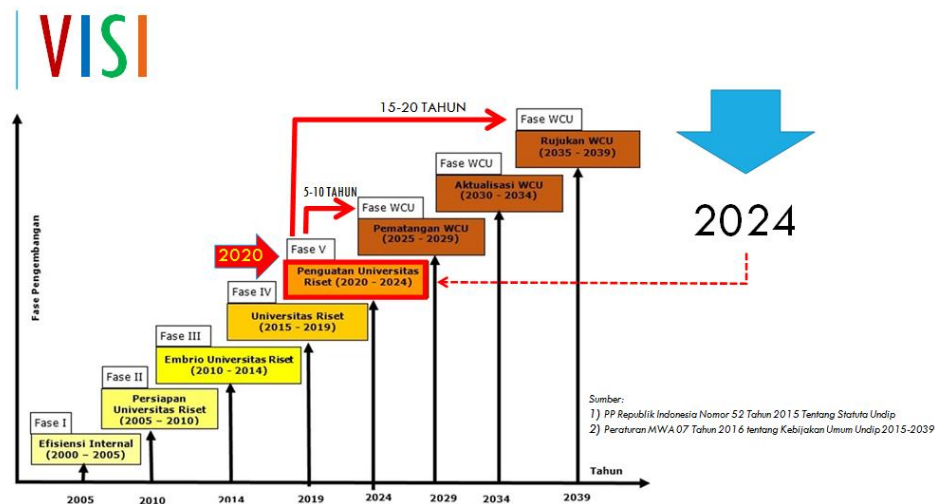 VISI
15-20 TAHUN
Fase WCU
Rujukan WCU
(2035 - 2039)
Fase WCU
Aktualisasi WCU
(2030 - 2034)
5-10 TAHUN
Fase WCU
Pematangan WCU
(2025 - 2029)
2024
2020
Fase V
Penguatan Universitas
Riset (2020 - 2024)
Fase IV
Universitas Riset
(2015 - 2019)
Fase III
Embrio Universitas Riset
(2010 - 2014)
Fase II
Persiapan
Universitas Riset
(2005 – 2010)
Fase I
Efisiensi Internal
(2000 – 2005)
Fase Pengembangan
Sumber:
1) PP Republik Indonesia Nomor 52 Tahun 2015 Tentang Statuta Undip
2) Peraturan MWA 07 Tahun 2016 tentang Kebijakan Umum Undip 2015-2039
Tahun
2005 2010 2014 2019 2024 2029 2034 2039